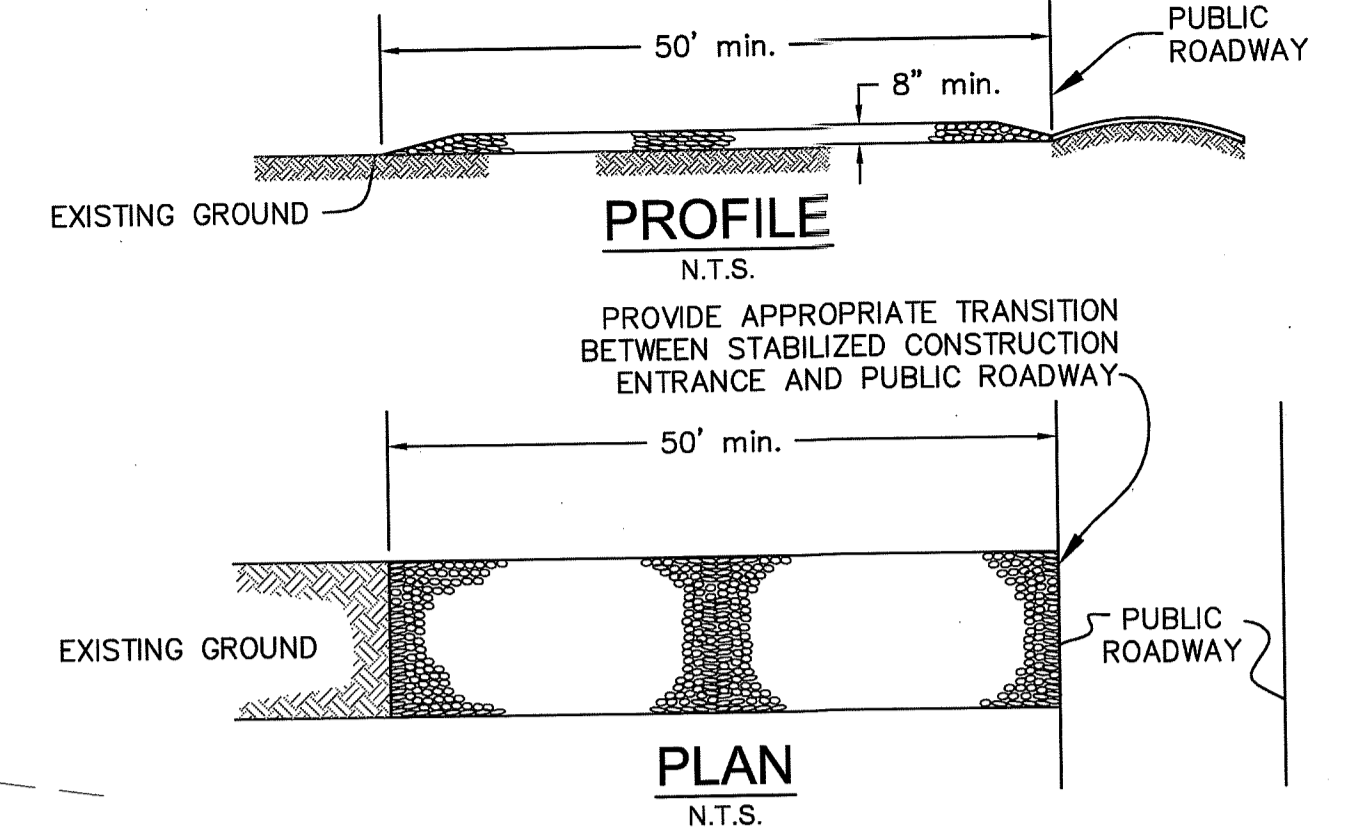 PUBLIC
ROADWAY
50' min.
8" min.
EXISTING GROUND
PROFILE
N.T.S.
PROVIDE APPROPRIATE TRANSITION
BETWEEN STABILIZED CONSTRUCTION
ENTRANCE AND PUBLIC ROADWAY
50' min.
EXISTING GROUND
PUBLIC
ROADWAY
PLAN
N.T.S.